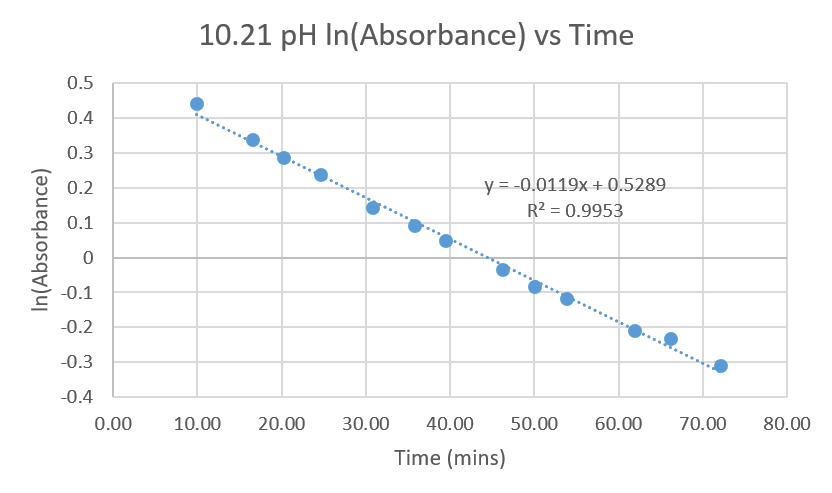 10.21 pH ln(Absorbance) vs Time
0.5
0.4
0.3
0.2
0.1
0
-0.1
-0.2
-0.3
-0.4
ln(Absorbance)
y = -0.0119x + 0.5289
R² = 0.9953
0.00 10.00 20.00 30.00 40.00 50.00 60.00 70.00 80.00
Time (mins)